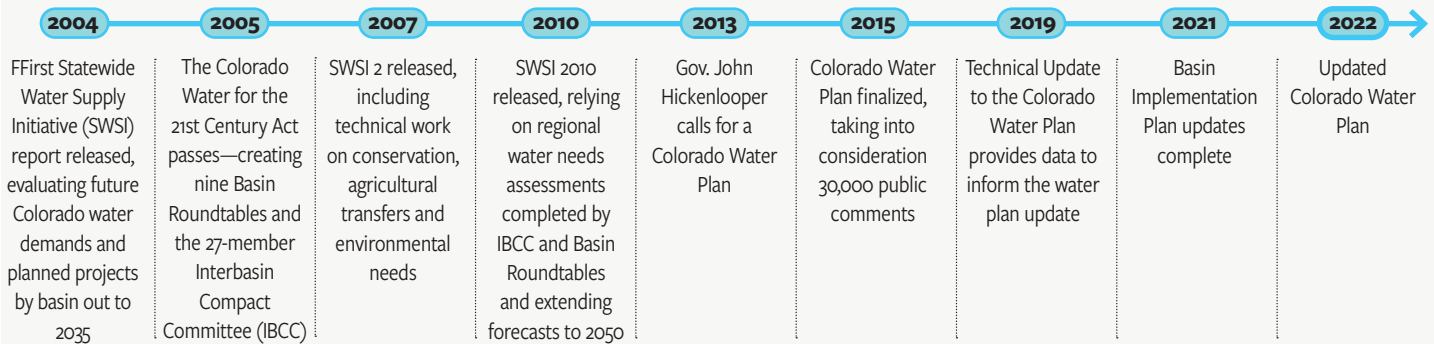 2004
2005
2007
2010
2013
2015
2019
2021
2022
FFirst Statewide
Water Supply
Initiative (SWSI)
report released,
evaluating future
Colorado water
demands and
planned projects
by basin out to
2035
The Colorado
Water for the
21st Century Act
passes—creating
nine Basin
Roundtables and
the 27-member
Interbasin
Compact
Committee (IBCC)
SWSI 2 released,
including
technical work
on conservation,
agricultural
transfers and
environmental
needs
SWSI 2010
released, relying
on regional
water needs
assessments
completed by
IBCC and Basin
Roundtables
and extending
forecasts to 2050
Gov. John
Hickenlooper
calls for a
Colorado Water
Plan
Colorado Water
Plan finalized,
taking into
consideration
30,000 public
comments
Technical Update
to the Colorado
Water Plan
provides data to
inform the water
plan update
Basin
Implementation
Plan updates
complete
Updated
Colorado Water
Plan